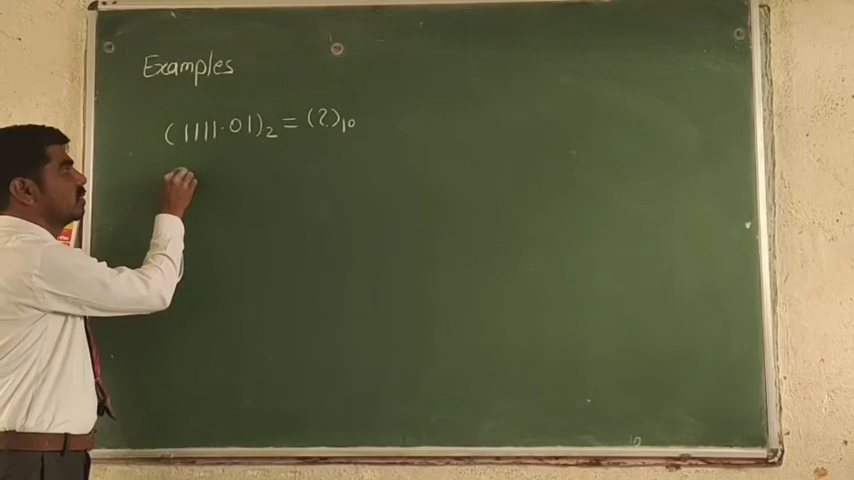 Examples
(1111.01)₂ = (?)₁₀